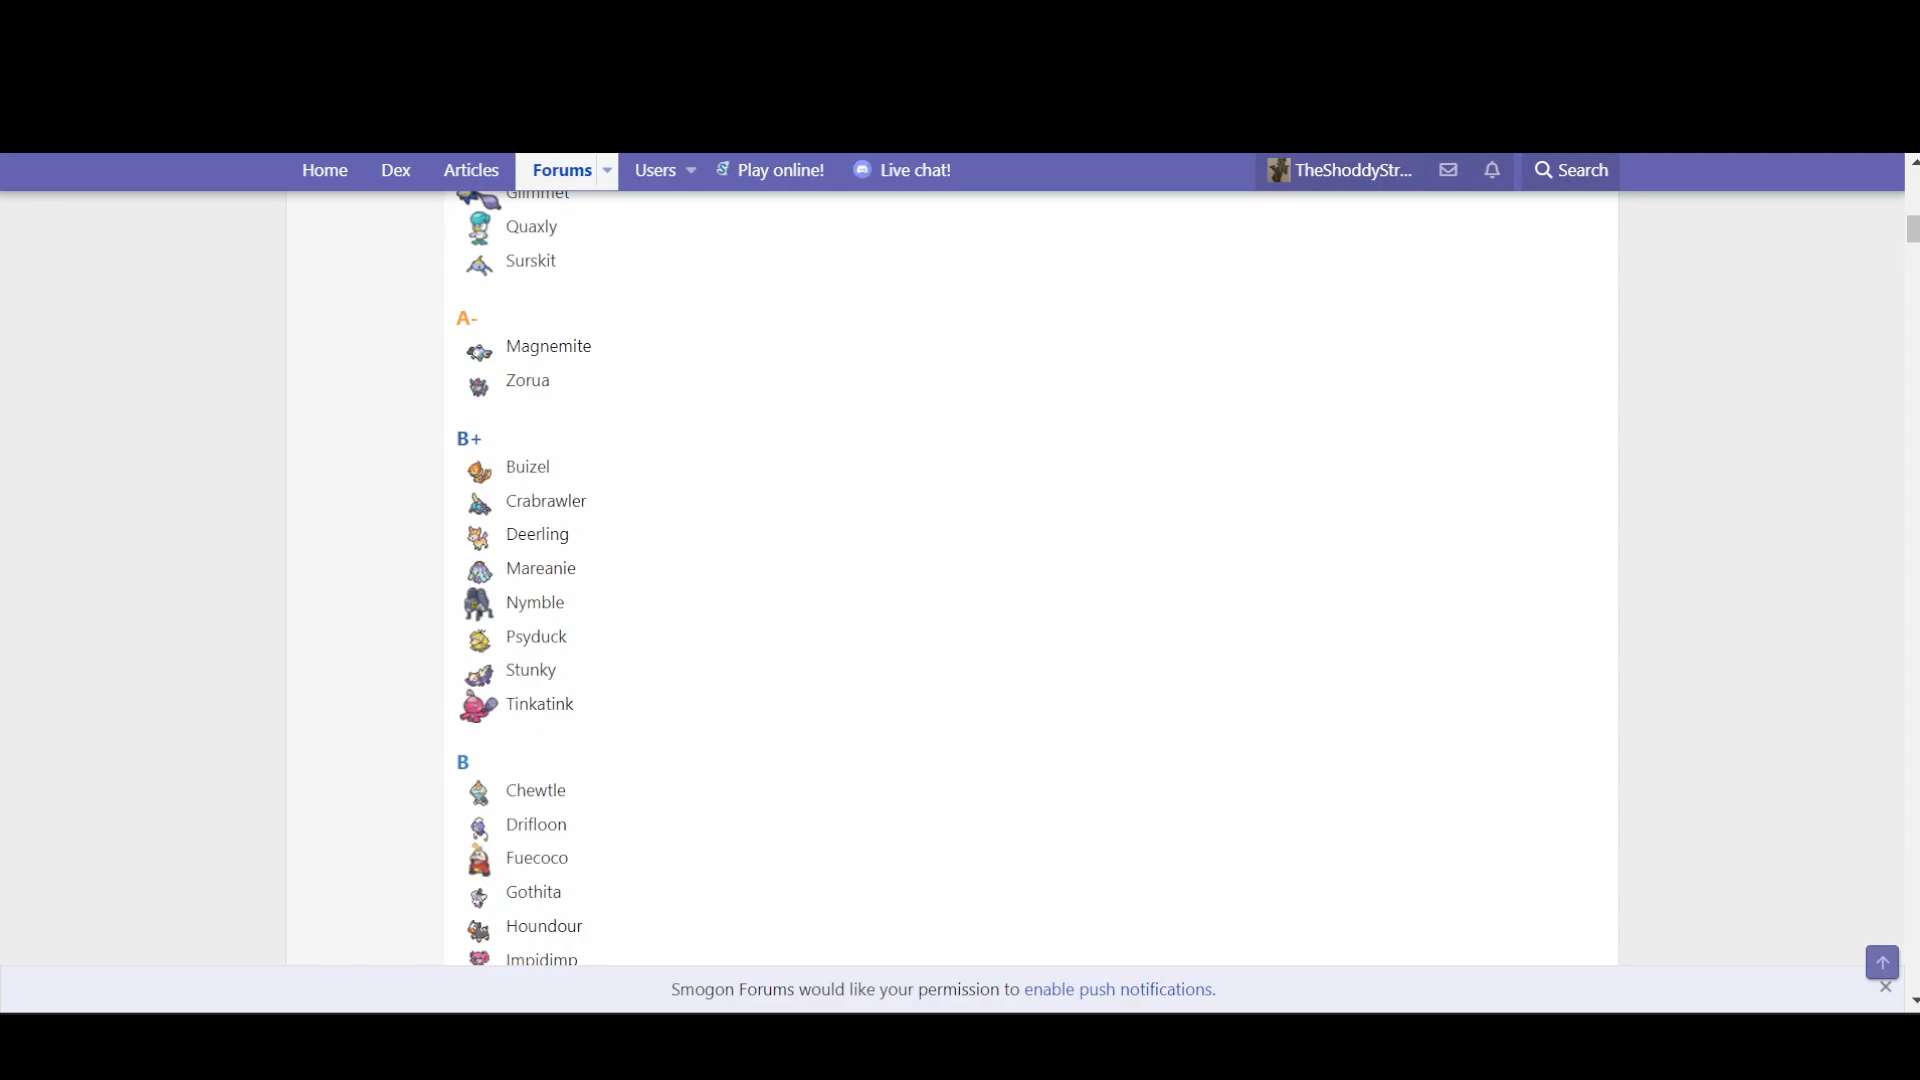 Home Dex Articles Forums Users Play online! Live chat! TheShoddyStr... Search
Glimmet
Quaxly
Surskit
A-
Magnemite
Zorua
B+
Buizel
Crabrawler
Deerling
Mareanie
Nymble
Psyduck
Stunky
Tinkatink
B
Chewtle
Drifloon
Fuecoco
Gothita
Houndour
Impidimp
Smogon Forums would like your permission to enable push notifications.